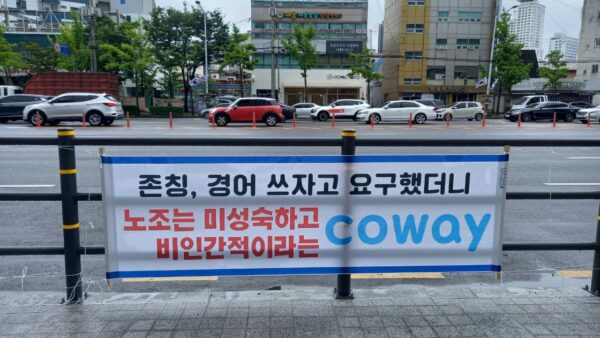 존칭, 경어 쓰자고 요구했더니
노조는 미성숙하고
비인간적이라는
coway